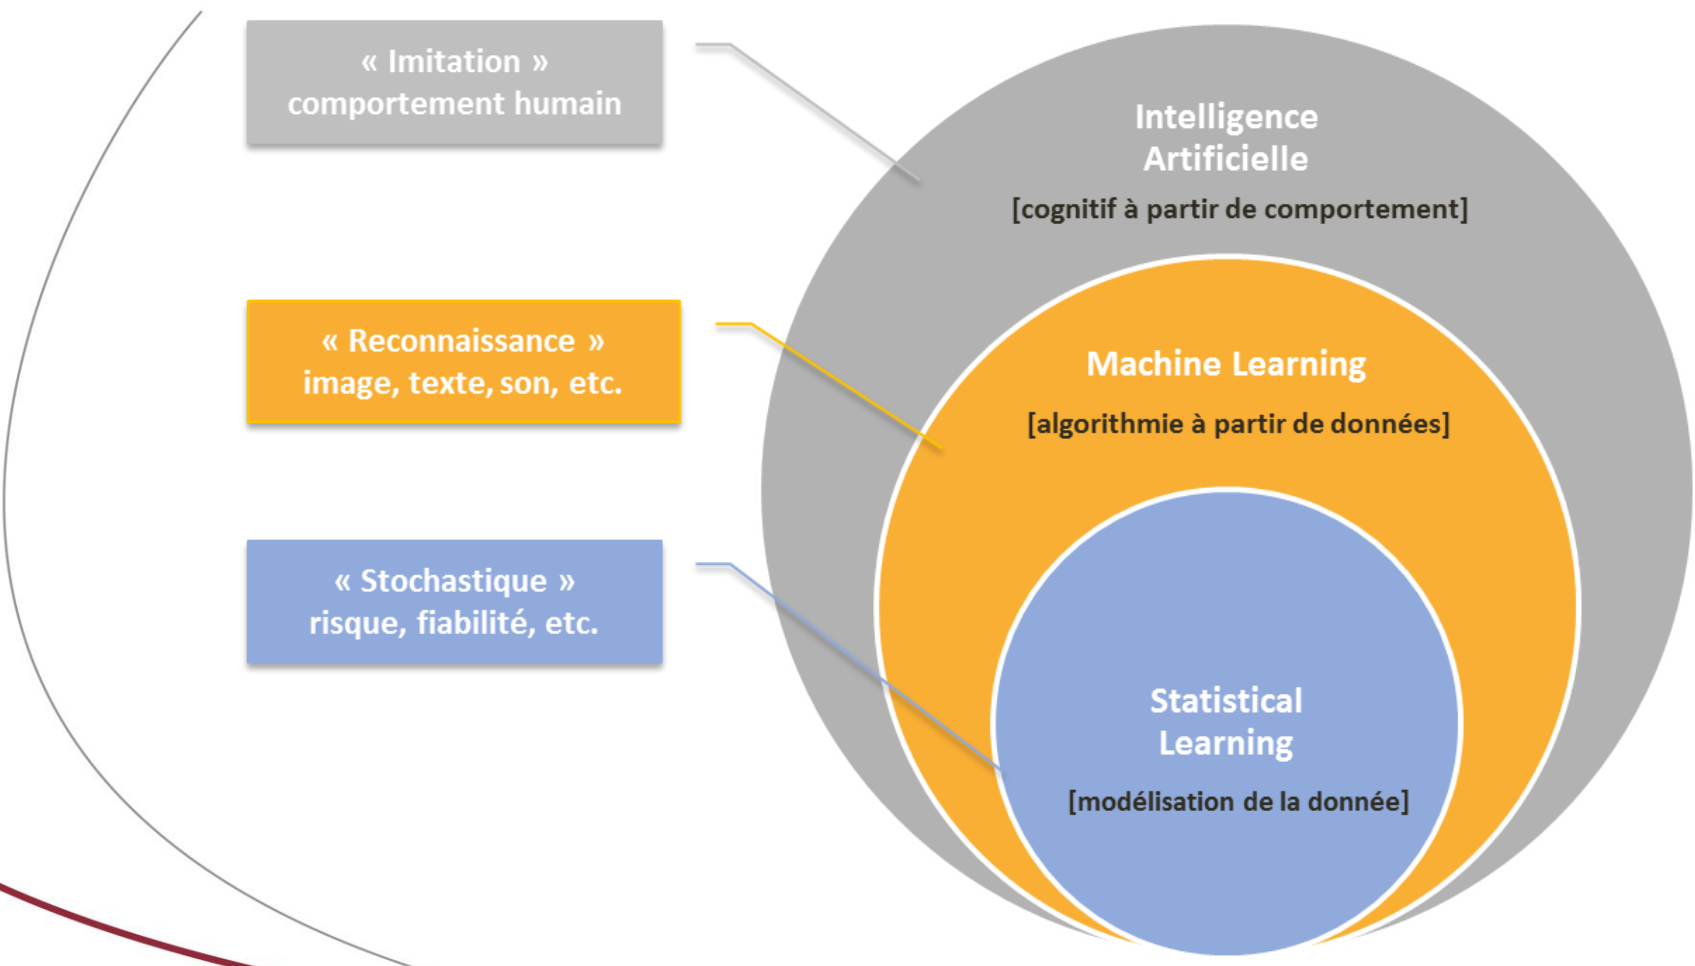 « Imitation »
comportement humain
Intelligence
Artificielle
[cognitif à partir de comportement]
« Reconnaissance »
image, texte, son, etc.
Machine Learning
[algorithmie à partir de données]
« Stochastique »
risque, fiabilité, etc.
Statistical
Learning
[modélisation de la donnée]